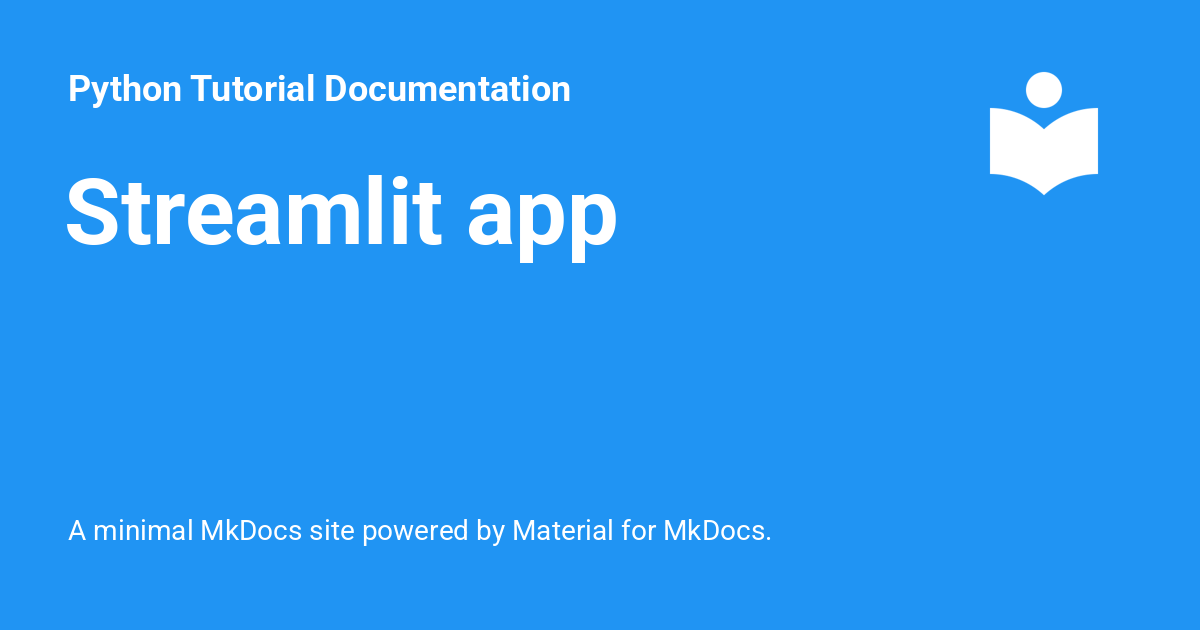 Python Tutorial Documentation
Streamlit app
A minimal MkDocs site powered by Material for MkDocs.